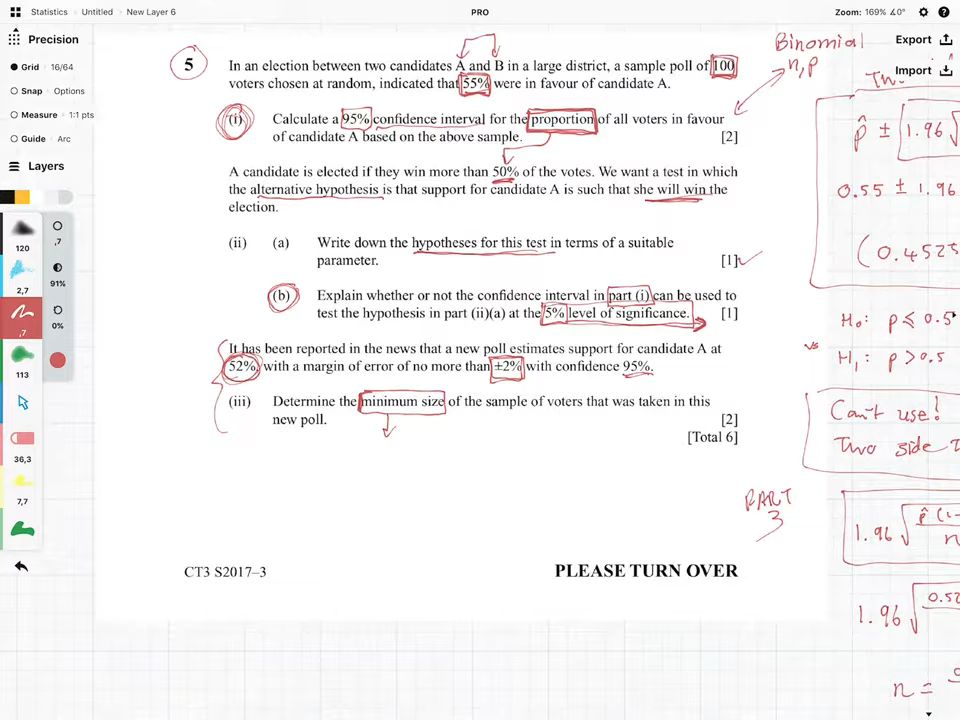 Statistics | Untitled | New Layer 6
PRO
Zoom: 169% ∠0°
Precision
Grid 16/64
Snap Options
Measure 1:1 pts
Guide Arc
Layers
120
,7
2,7
91%
,7
0%
113
36,3
7,7
Export
Import
5 In an election between two candidates A and B in a large district, a sample poll of 100
voters chosen at random, indicated that 55% were in favour of candidate A.
(i) Calculate a 95% confidence interval for the proportion of all voters in favour
of candidate A based on the above sample. [2]
A candidate is elected if they win more than 50% of the votes. We want a test in which
the alternative hypothesis is that support for candidate A is such that she will win the
election.
(ii) (a) Write down the hypotheses for this test in terms of a suitable
parameter. [1]
(b) Explain whether or not the confidence interval in part (i) can be used to
test the hypothesis in part (ii)(a) at the 5% level of significance. [1]
It has been reported in the news that a new poll estimates support for candidate A at
52%, with a margin of error of no more than ±2% with confidence 95%.
(iii) Determine the minimum size of the sample of voters that was taken in this
new poll. [2]
[Total 6]
CT3 S2017–3
PLEASE TURN OVER
Binomial
n, p
p̂ ± 1.96 √
0.55 ± 1.96
(0.452
H₀: p ≤ 0.5
vs
H₁: p > 0.5
Can't use!
Two side
PART
3
1.96 √ p̂ (1-
n
1.96 √ 0.52
n =